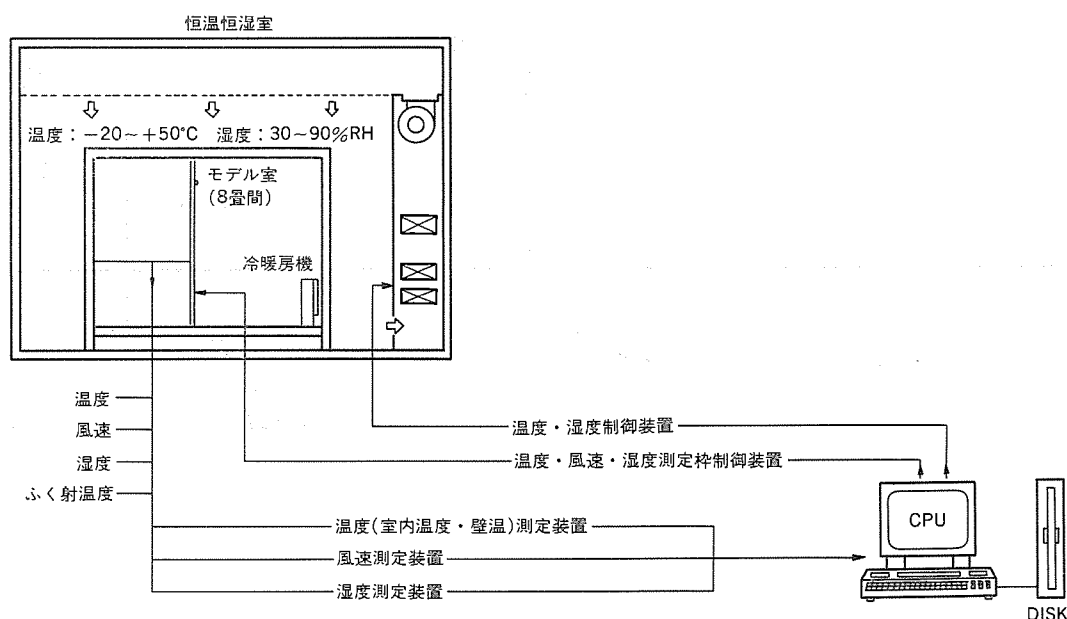 恒温恒湿室
温度：−20～＋50°C 湿度：30～90%RH
モデル室
(8畳間)
冷暖房機
温度
風速
湿度
ふく射温度
温度・湿度制御装置
温度・風速・湿度測定枠制御装置
温度(室内温度・壁温)測定装置
風速測定装置
湿度測定装置
CPU
DISK